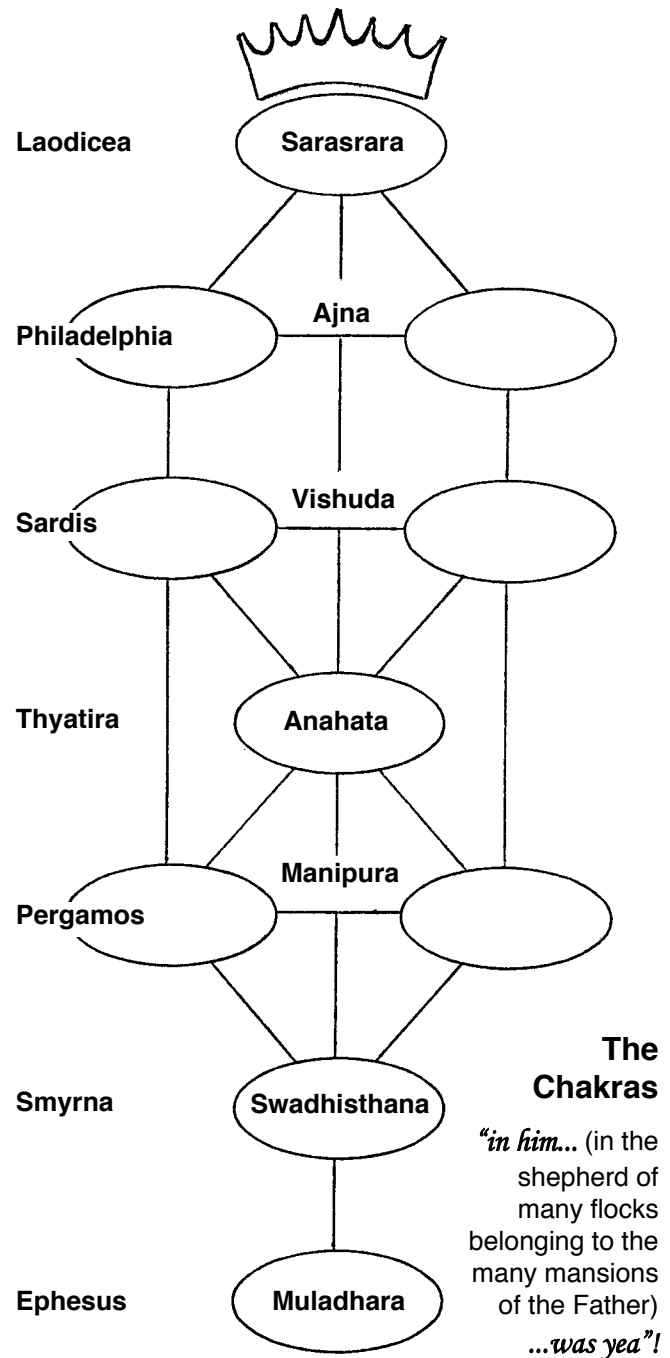 Laodicea Sarasrara
Ajna
Philadelphia
Vishuda
Sardis
Thyatira Anahata
Manipura
Pergamos
The
Chakras
Smyrna Swadhisthana
“in him... (in the
shepherd of
many flocks
belonging to the
many mansions
of the Father)
...was yea”!
Ephesus Muladhara